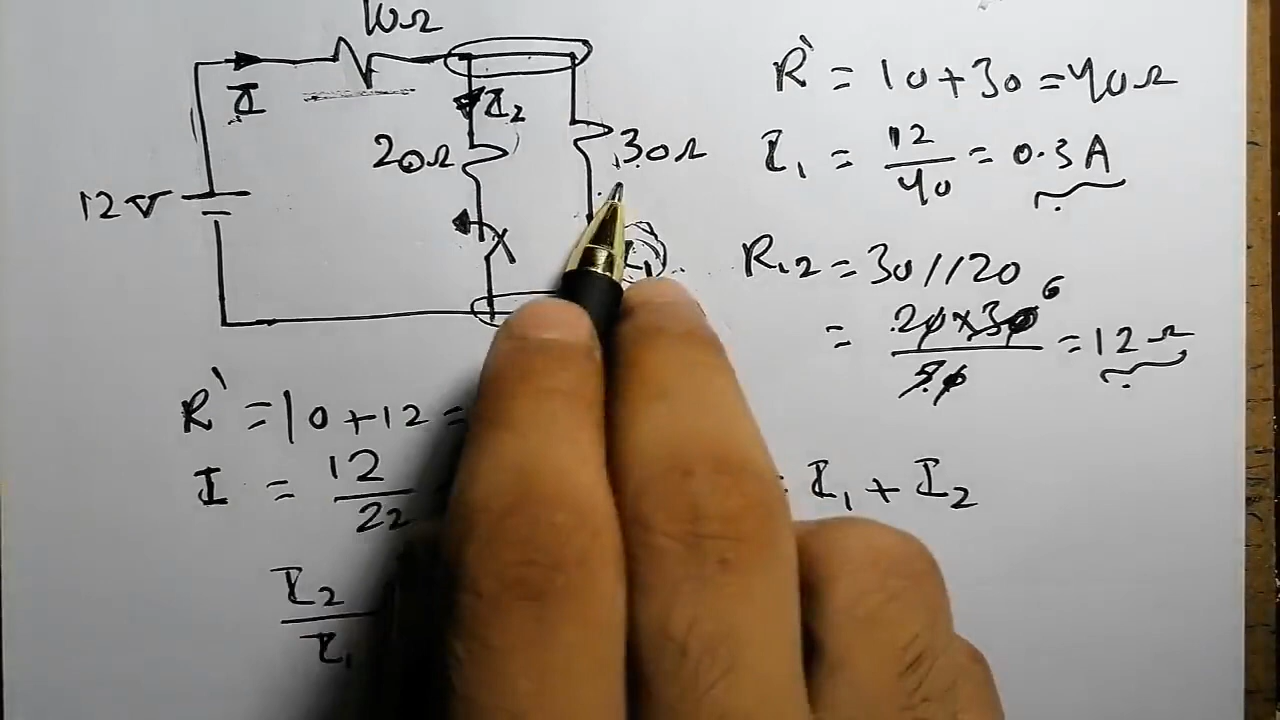 10Ω
I
I₂
20Ω
30Ω
12V
R' = 10 + 30 = 40Ω
I₁ = 12/40 = 0.3A
R₁₂ = 30//20
= 20×30/50 6 = 12Ω
R' = 10 + 12 =
I = 12/22
I₁ + I₂
I₂/I₁